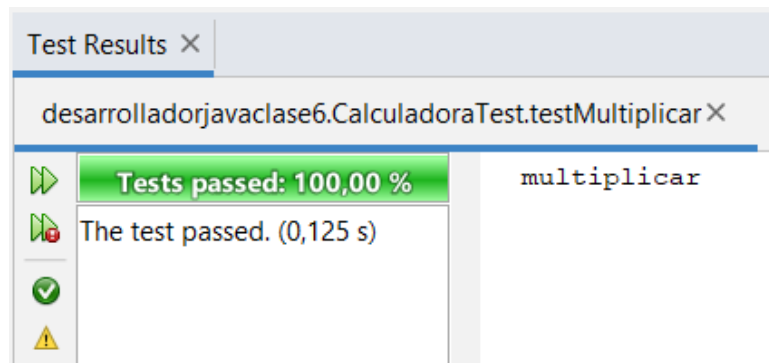 Test Results
desarrolladorjavaclase6.CalculadoraTest.testMultiplicar
Tests passed: 100,00 %
The test passed. (0,125 s)
multiplicar